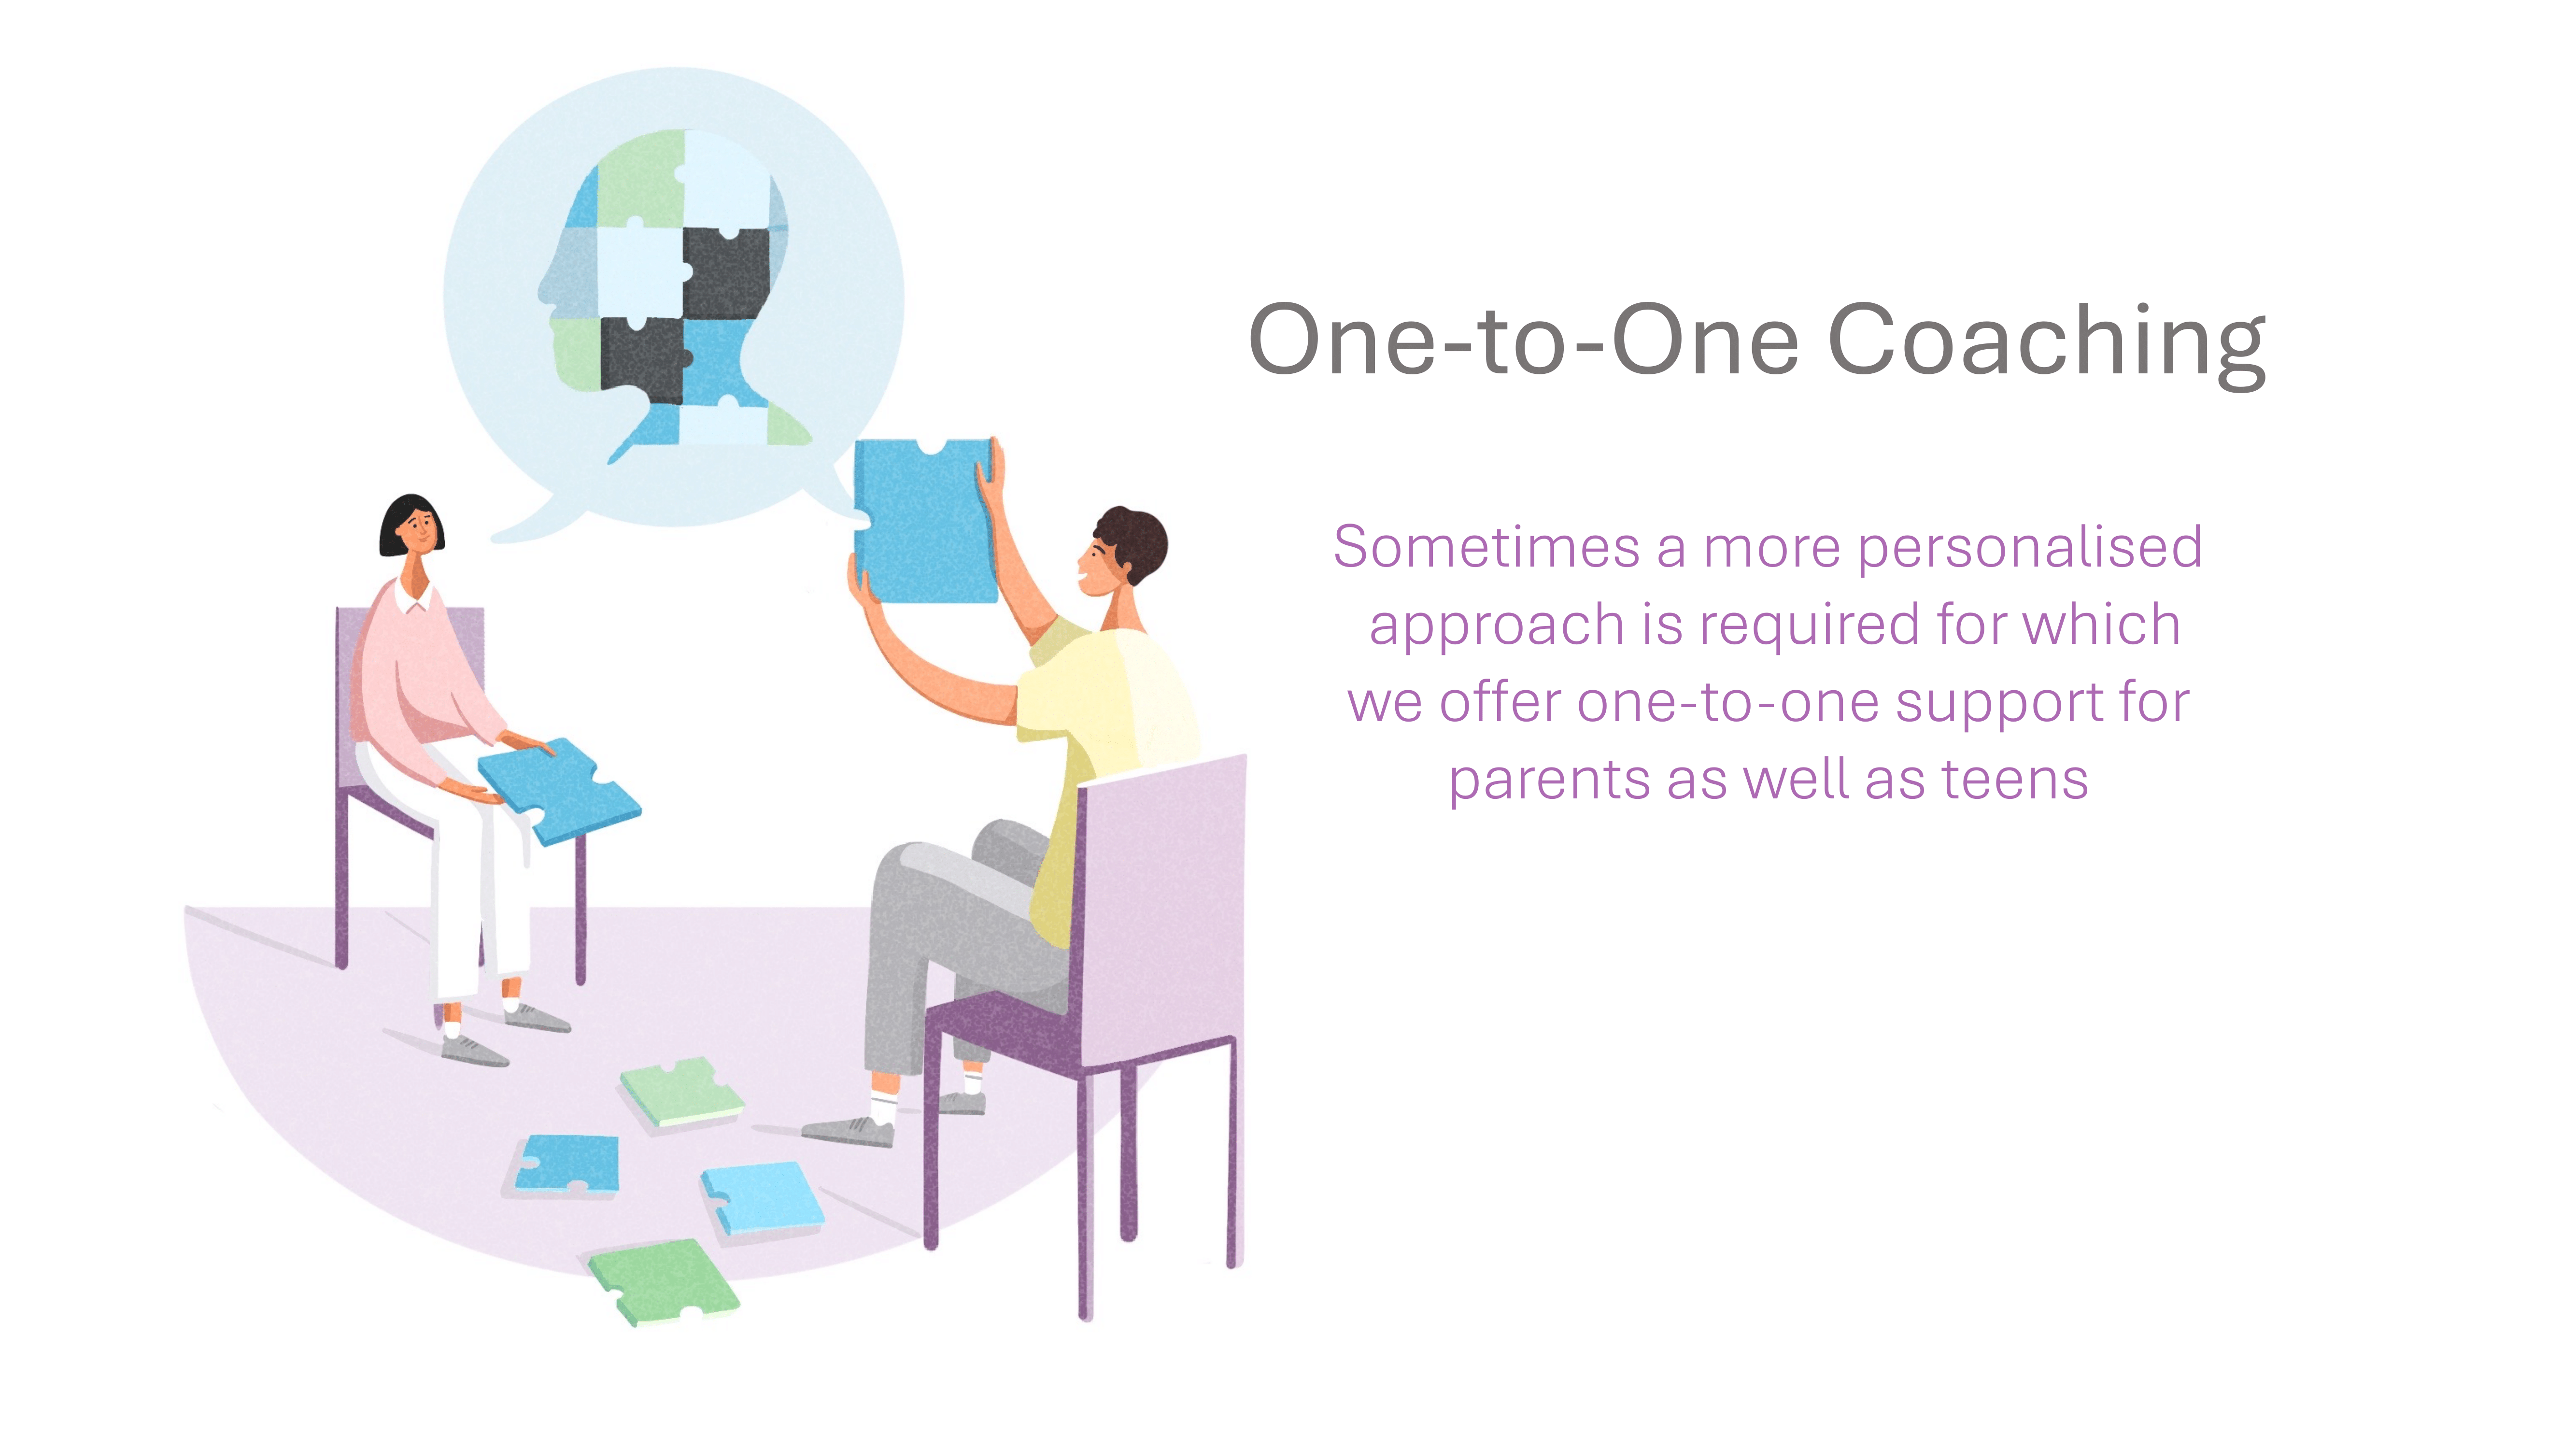 One-to-One Coaching
Sometimes a more personalised
approach is required for which
we offer one-to-one support for
parents as well as teens